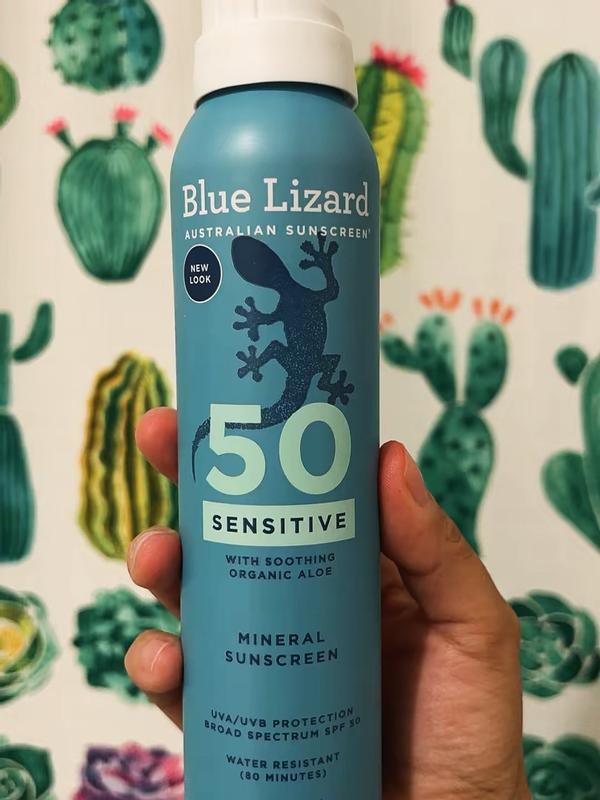 Blue Lizard
AUSTRALIAN SUNSCREEN®
NEW
LOOK
50
SENSITIVE
WITH SOOTHING
ORGANIC ALOE
MINERAL
SUNSCREEN
UVA/UVB PROTECTION
BROAD SPECTRUM SPF 50
WATER RESISTANT
(80 MINUTES)